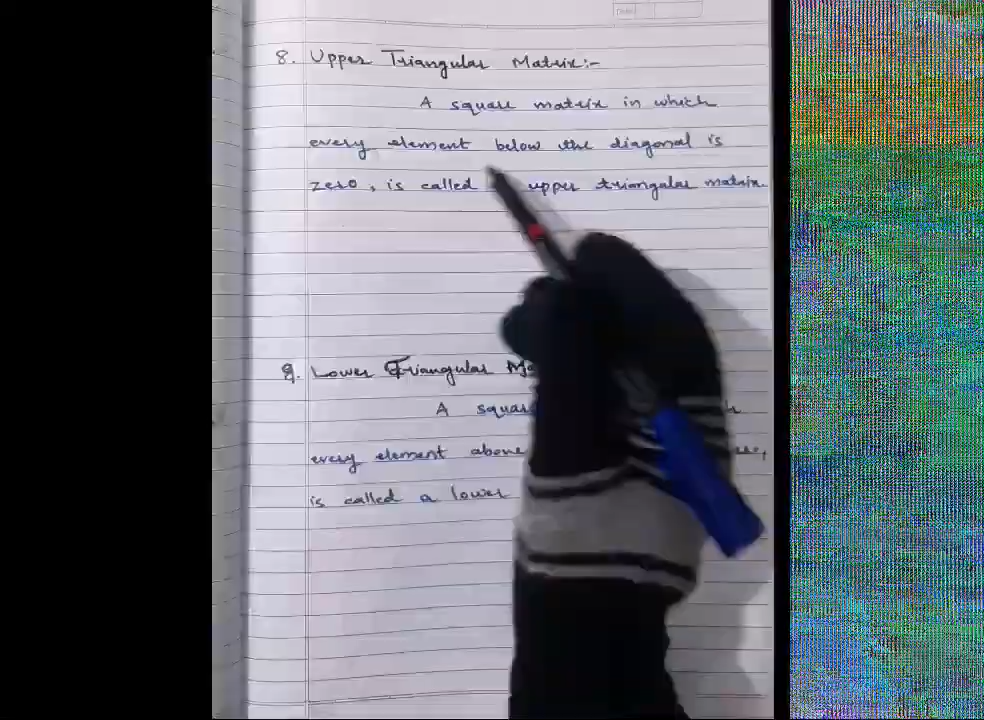 8. Upper Triangular Matrix:-
A square matrix in which
every element below the diagonal is
zero, is called upper triangular matrix.
9. Lower Triangular
A
every element above
is called a lower